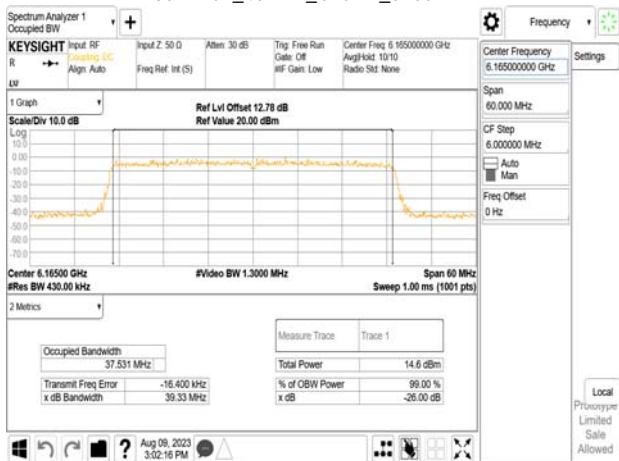 Spectrum Analyzer 1
Occupied BW
Frequency
KEYSIGHT
R
Input: RF
Coupling: DC
Align: Auto
Input Z: 50 Ω
Freq Ref: Int (S)
Atten: 30 dB
Trig: Free Run
Gate: Off
#IF Gain: Low
Center Freq: 6.165000000 GHz
Avg|Hold: 10/10
Radio Std: None
1 Graph
Scale/Div 10.0 dB
Ref Lvl Offset 12.78 dB
Ref Value 20.00 dBm
Log
10.0
0.00
-10.0
-20.0
-30.0
-40.0
-50.0
-60.0
-70.0
Center 6.16500 GHz
#Res BW 430.00 kHz
#Video BW 1.3000 MHz
Span 60 MHz
Sweep 1.00 ms (1001 pts)
2 Metrics
Measure Trace
Trace 1
Occupied Bandwidth
37.531 MHz
Total Power
14.6 dBm
Transmit Freq Error
-16.400 kHz
% of OBW Power
99.00 %
x dB Bandwidth
39.33 MHz
x dB
-26.00 dB
Aug 09, 2023
3:02:16 PM
Center Frequency
6.165000000 GHz
Settings
Span
60.000 MHz
CF Step
6.000000 MHz
Auto
Man
Freq Offset
0 Hz
Local
Prototype
Limited
Sale
Allowed